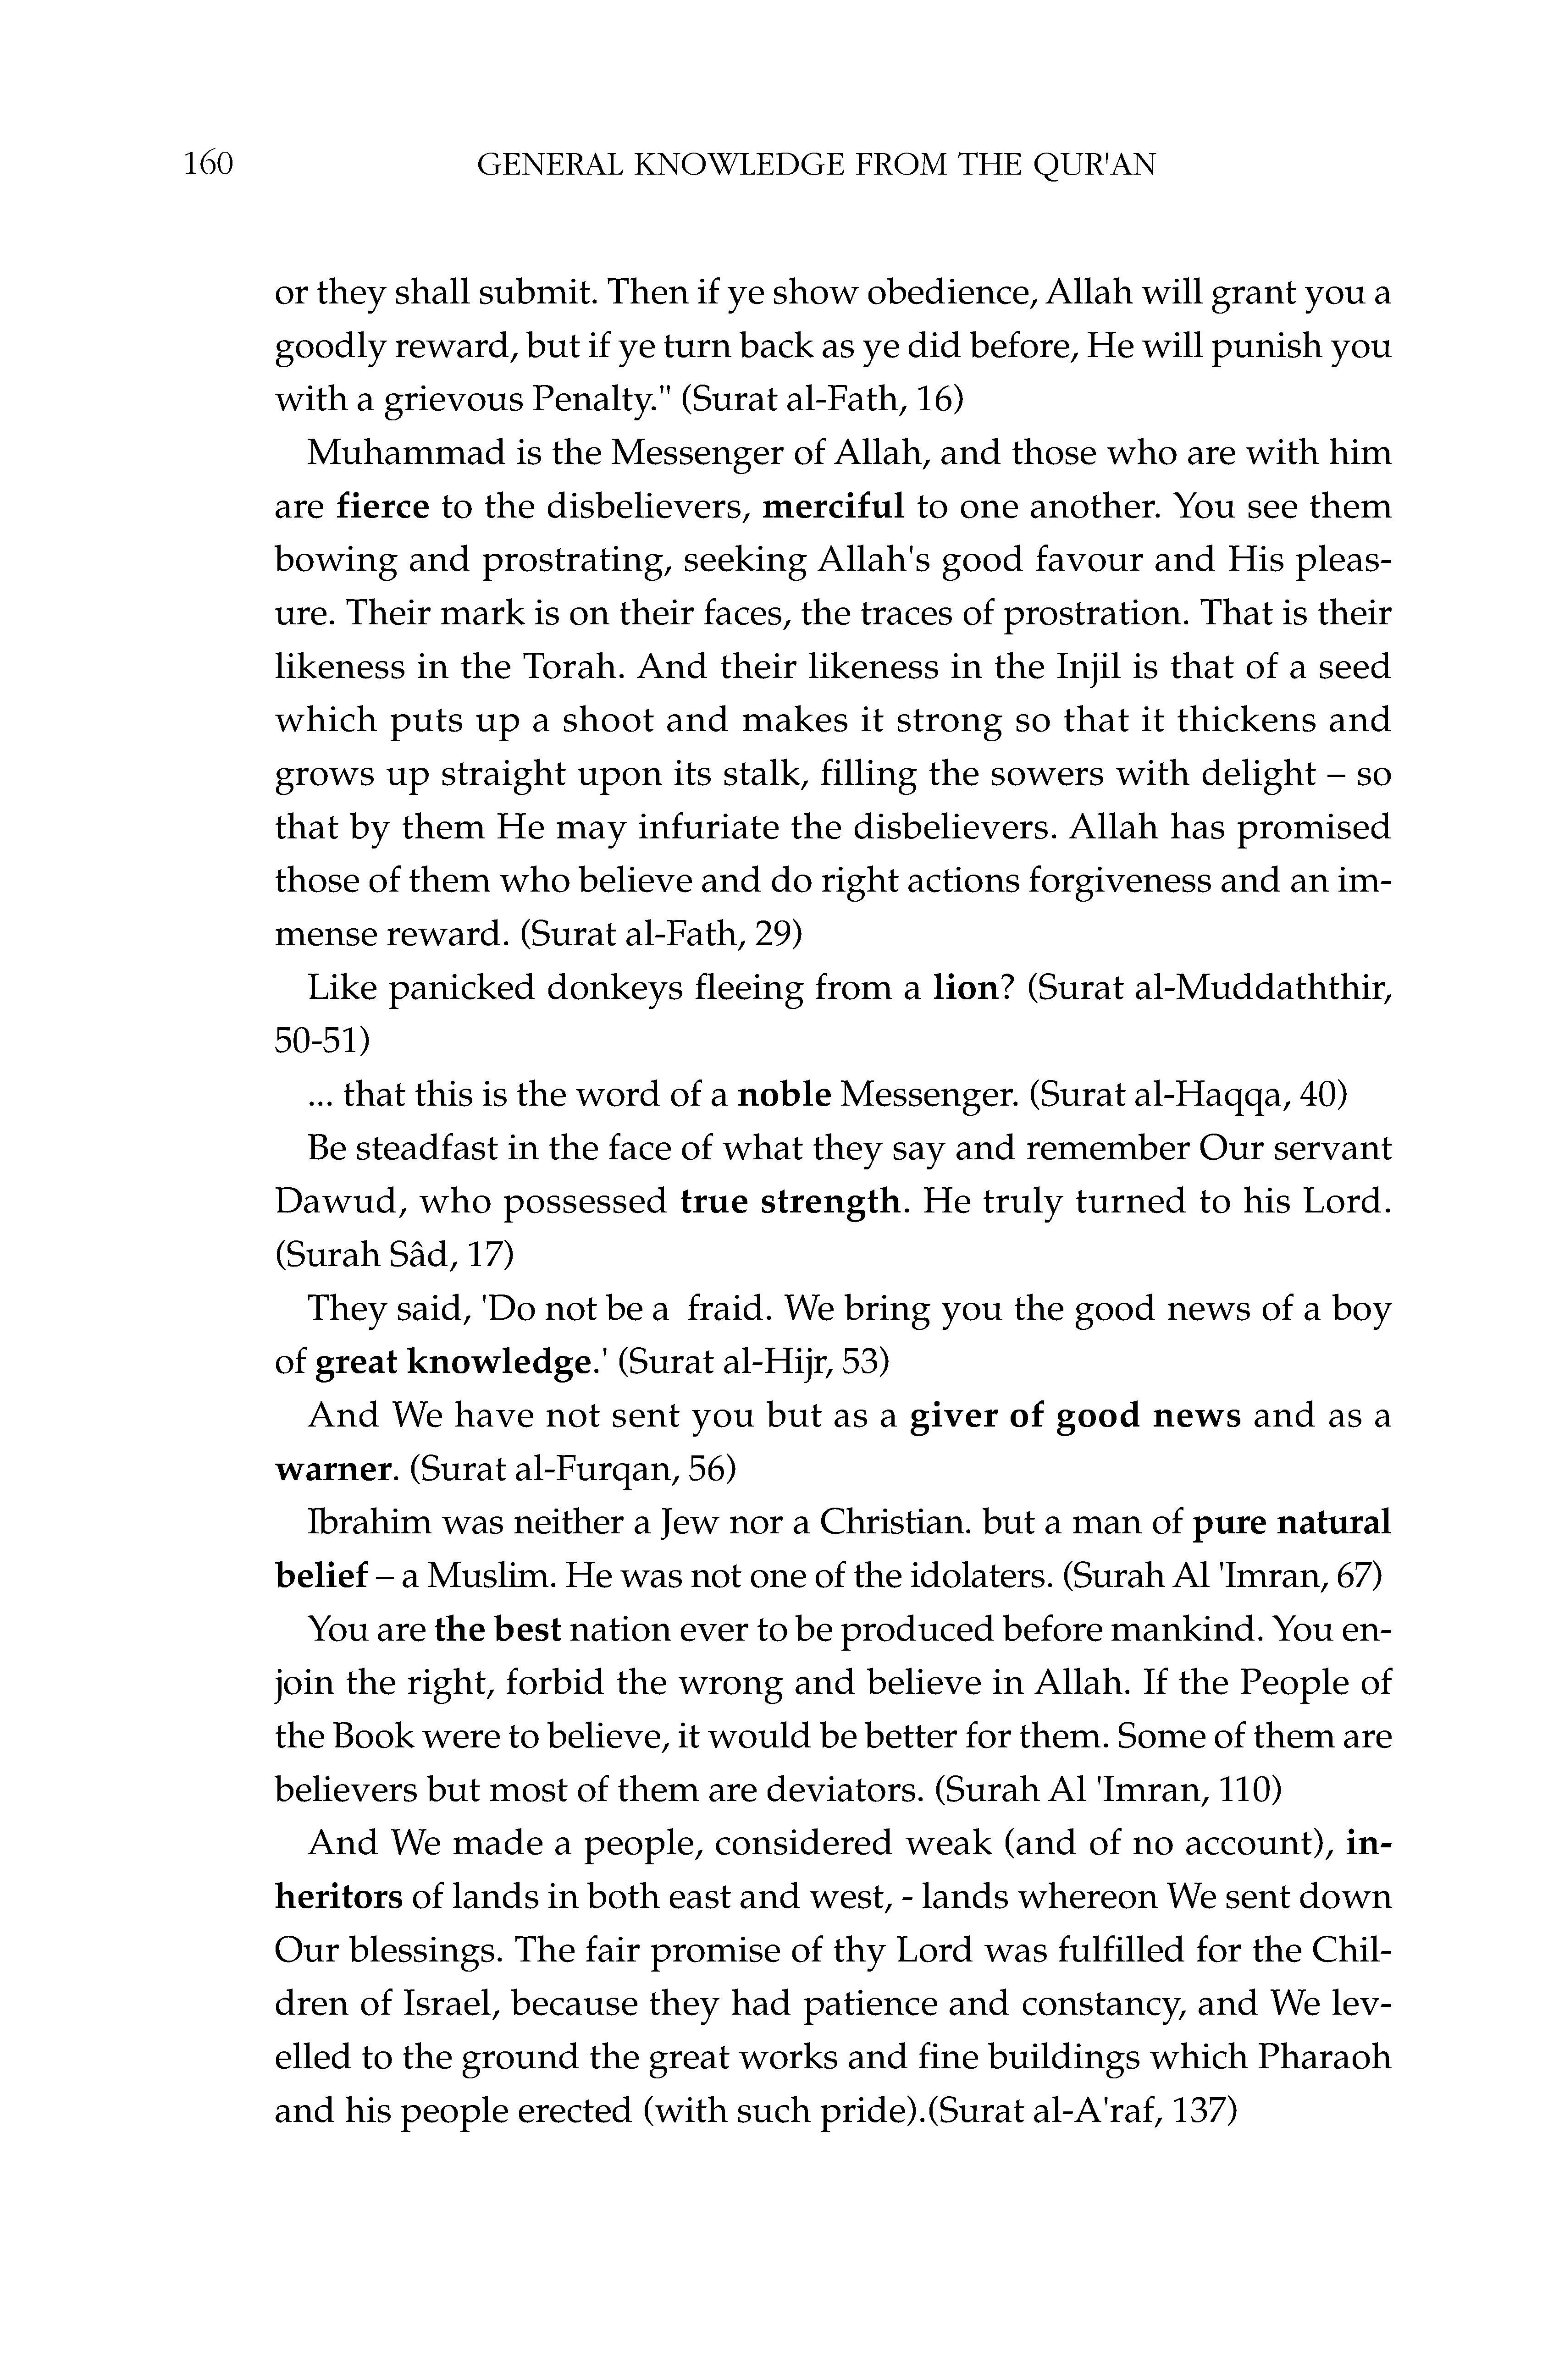 160 GENERAL KNOWLEDGE FROM THE QUR'AN
or they shall submit. Then if ye show obedience, Allah will grant you a
goodly reward, but if ye turn back as ye did before, He will punish you
with a grievous Penalty." (Surat al-Fath, 16)
Muhammad is the Messenger of Allah, and those who are with him
are fierce to the disbelievers, merciful to one another. You see them
bowing and prostrating, seeking Allah's good favour and His pleas-
ure. Their mark is on their faces, the traces of prostration. That is their
likeness in the Torah. And their likeness in the Injil is that of a seed
which puts up a shoot and makes it strong so that it thickens and
grows up straight upon its stalk, filling the sowers with delight – so
that by them He may infuriate the disbelievers. Allah has promised
those of them who believe and do right actions forgiveness and an im-
mense reward. (Surat al-Fath, 29)
Like panicked donkeys fleeing from a lion? (Surat al-Muddaththir,
50-51)
... that this is the word of a noble Messenger. (Surat al-Haqqa, 40)
Be steadfast in the face of what they say and remember Our servant
Dawud, who possessed true strength. He truly turned to his Lord.
(Surah Sâd, 17)
They said, 'Do not be a fraid. We bring you the good news of a boy
of great knowledge.' (Surat al-Hijr, 53)
And We have not sent you but as a giver of good news and as a
warner. (Surat al-Furqan, 56)
Ibrahim was neither a Jew nor a Christian. but a man of pure natural
belief – a Muslim. He was not one of the idolaters. (Surah Al 'Imran, 67)
You are the best nation ever to be produced before mankind. You en-
join the right, forbid the wrong and believe in Allah. If the People of
the Book were to believe, it would be better for them. Some of them are
believers but most of them are deviators. (Surah Al 'Imran, 110)
And We made a people, considered weak (and of no account), in-
heritors of lands in both east and west, - lands whereon We sent down
Our blessings. The fair promise of thy Lord was fulfilled for the Chil-
dren of Israel, because they had patience and constancy, and We lev-
elled to the ground the great works and fine buildings which Pharaoh
and his people erected (with such pride).(Surat al-A'raf, 137)